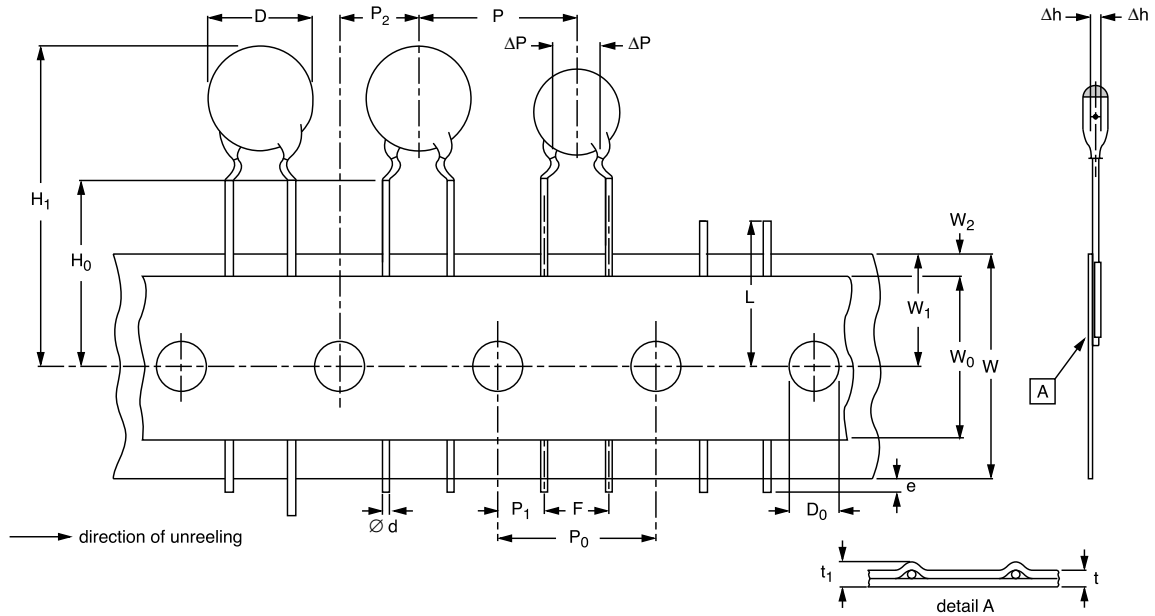 D
P2
P
ΔP
ΔP
Δh
Δh
H1
H0
L
W2
W1
W0
W
A
Ø d
P1
F
P0
D0
e
direction of unreeling
t1
t
detail A